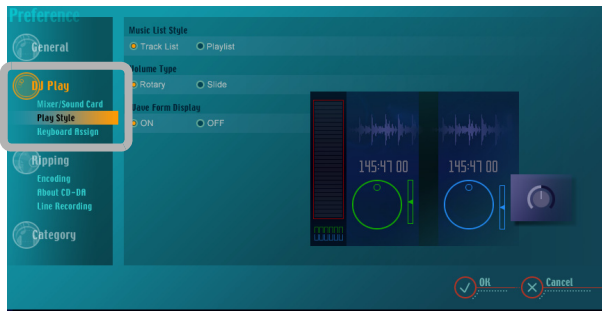 Preference
General
DJ Play
Mixer/Sound Card
Play Style
Keyboard Assign
Ripping
Encoding
About CD-DA
Line Recording
Category
Music List Style
Track List Playlist
Volume Type
Rotary Slide
Wave Form Display
ON OFF
145:47 00 145:47 00
OK Cancel